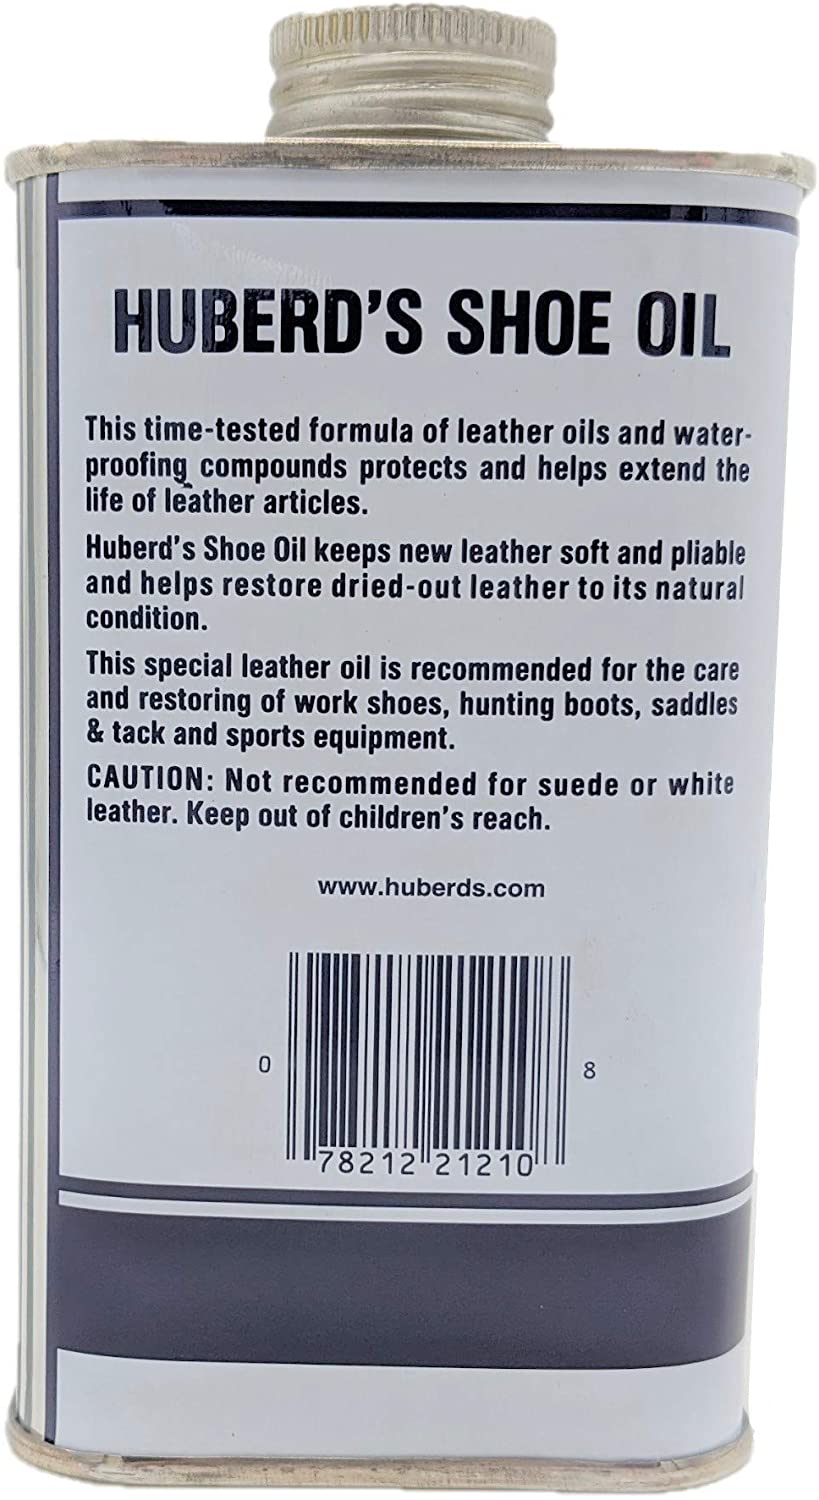 HUBERD'S SHOE OIL
This time-tested formula of leather oils and water-
proofing compounds protects and helps extend the
life of leather articles.
Huberd's Shoe Oil keeps new leather soft and pliable
and helps restore dried-out leather to its natural
condition.
This special leather oil is recommended for the care
and restoring of work shoes, hunting boots, saddles
& tack and sports equipment.
CAUTION: Not recommended for suede or white
leather. Keep out of children's reach.
www.huberds.com
0 78212 21210 8